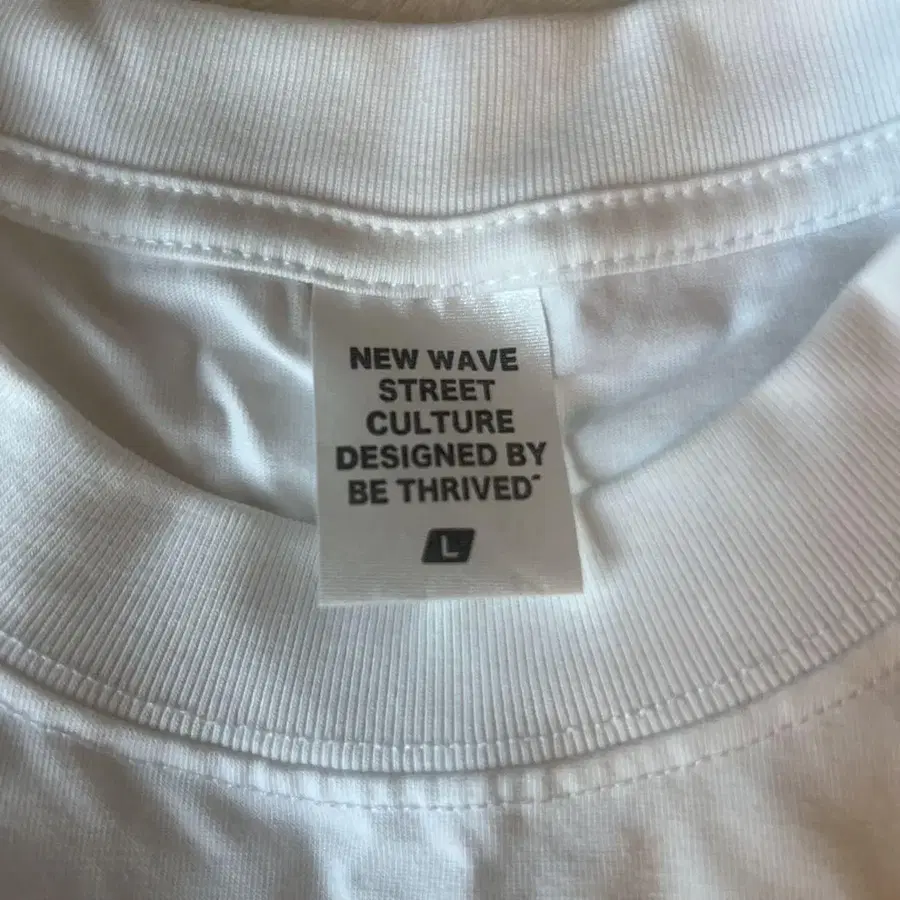 NEW WAVE
STREET
CULTURE
DESIGNED BY
BE THRIVED
L